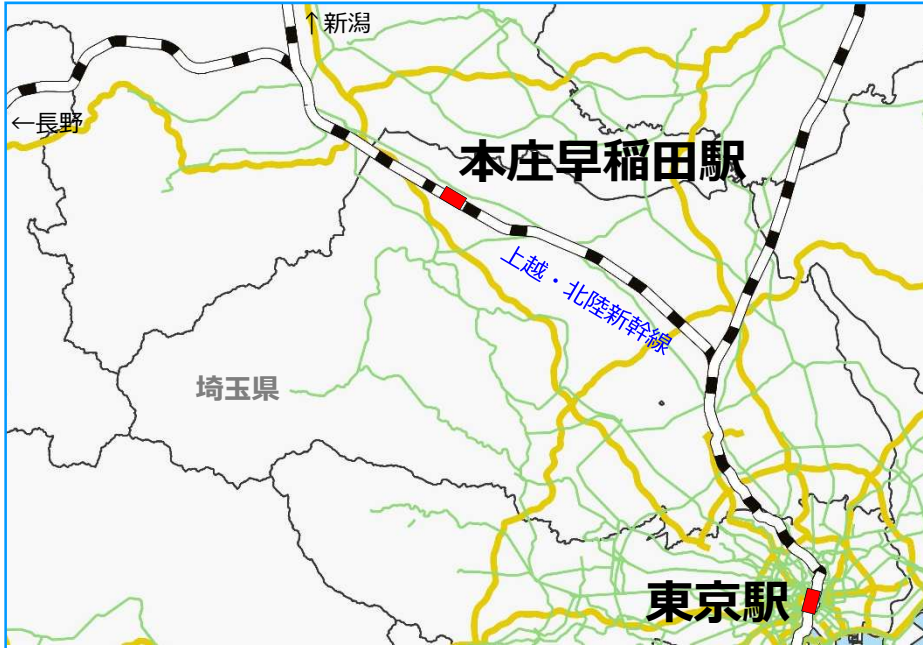 ↑新潟
←長野
本庄早稲田駅
上越・北陸新幹線
埼玉県
東京駅